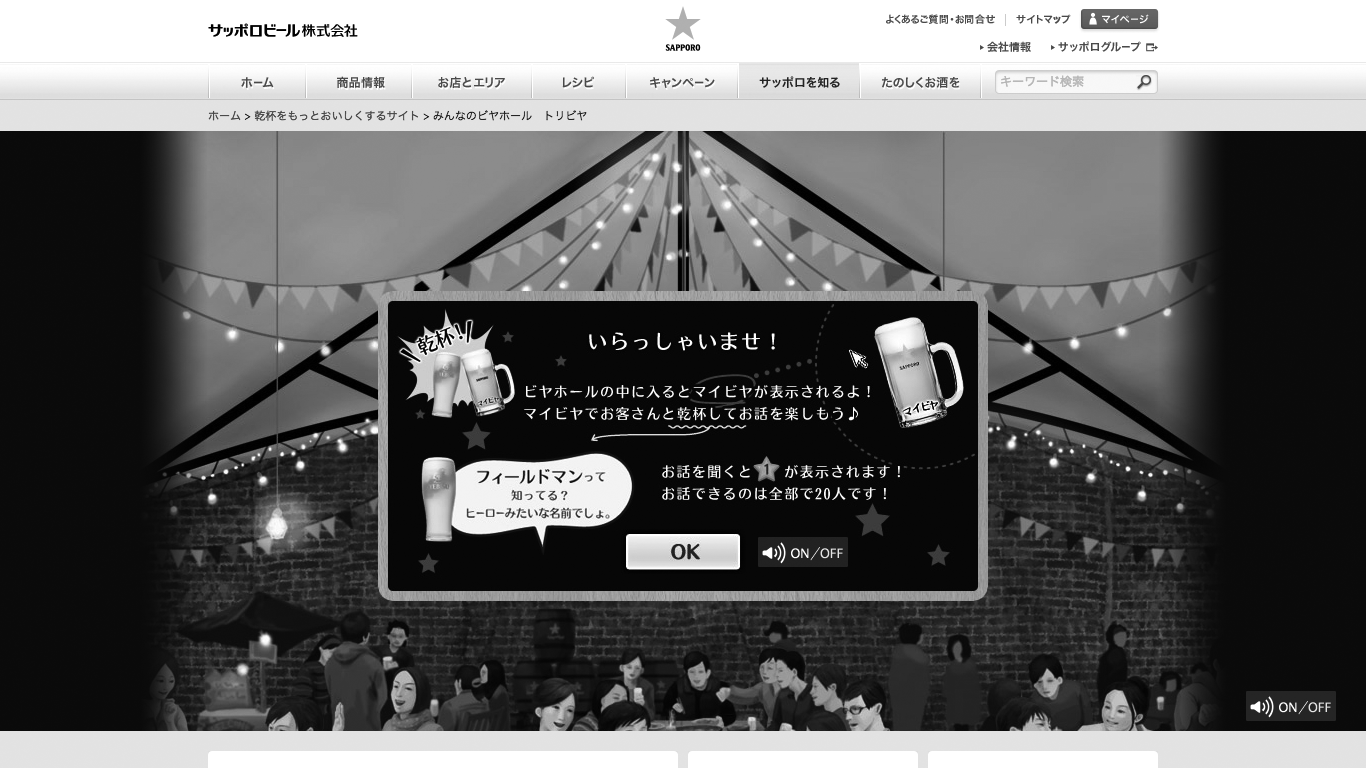 サッポロビール株式会社
SAPPORO
よくあるご質問・お問合せ
サイトマップ
マイページ
会社情報
サッポログループ
ホーム
商品情報
お店とエリア
レシピ
キャンペーン
サッポロを知る
たのしくお酒を
キーワード検索
ホーム > 乾杯をもっとおいしくするサイト > みんなのビヤホール　トリビヤ
乾杯!
SAPPORO
マイビヤ
いらっしゃいませ！
SAPPORO
マイビヤ
ビヤホールの中に入るとマイビヤが表示されるよ！
マイビヤでお客さんと乾杯してお話を楽しもう♪
フィールドマンって
知ってる？
ヒーローみたいな名前でしょ。
お話を聞くと 1 が表示されます！
お話できるのは全部で20人です！
OK
ON／OFF
ON／OFF